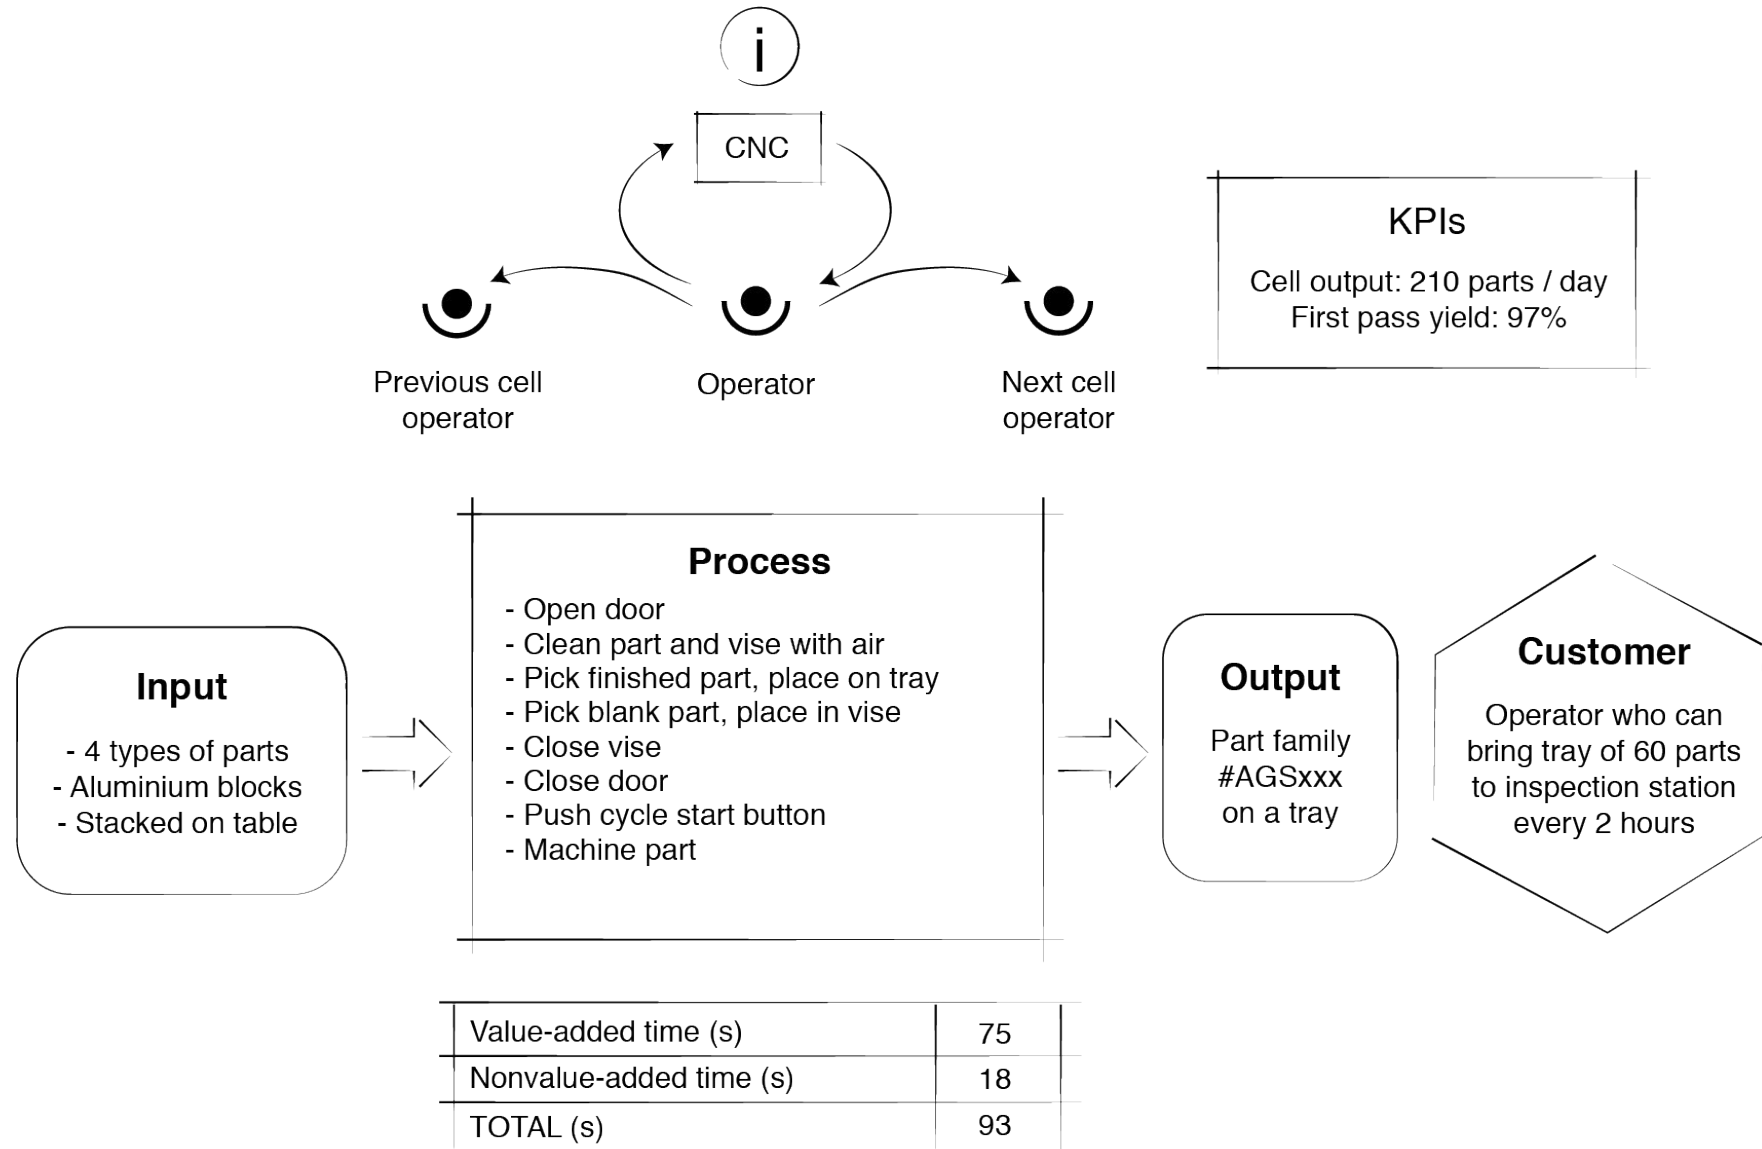 i
CNC
Previous cell
operator
Operator
Next cell
operator
KPIs
Cell output: 210 parts / day
First pass yield: 97%
Input
- 4 types of parts
- Aluminium blocks
- Stacked on table
Process
- Open door
- Clean part and vise with air
- Pick finished part, place on tray
- Pick blank part, place in vise
- Close vise
- Close door
- Push cycle start button
- Machine part
Output
Part family
#AGSxxx
on a tray
Customer
Operator who can
bring tray of 60 parts
to inspection station
every 2 hours
Value-added time (s) 75
Nonvalue-added time (s) 18
TOTAL (s) 93